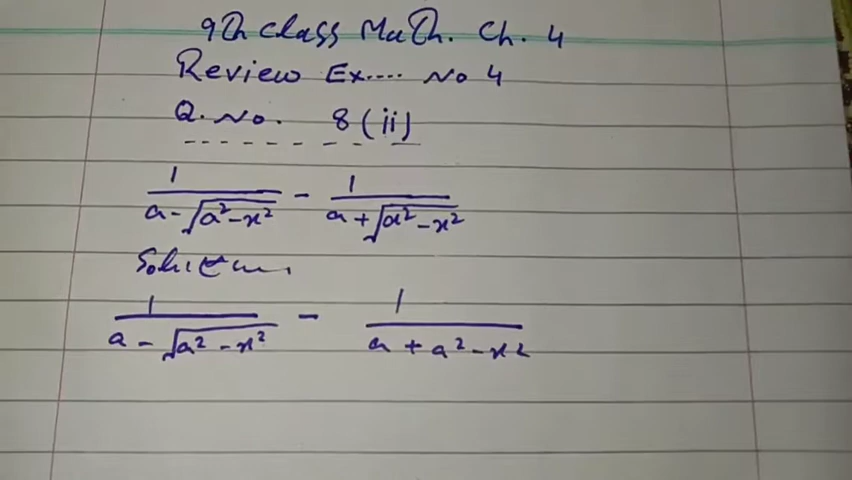 9th class Math. Ch. 4
Review Ex.... No 4
Q. No. 8 (ii)
1/(a - √(a² - x²)) - 1/(a + √(a² - x²))
Solution.
1/(a - √(a² - x²)) - 1/(a + a² - x²)